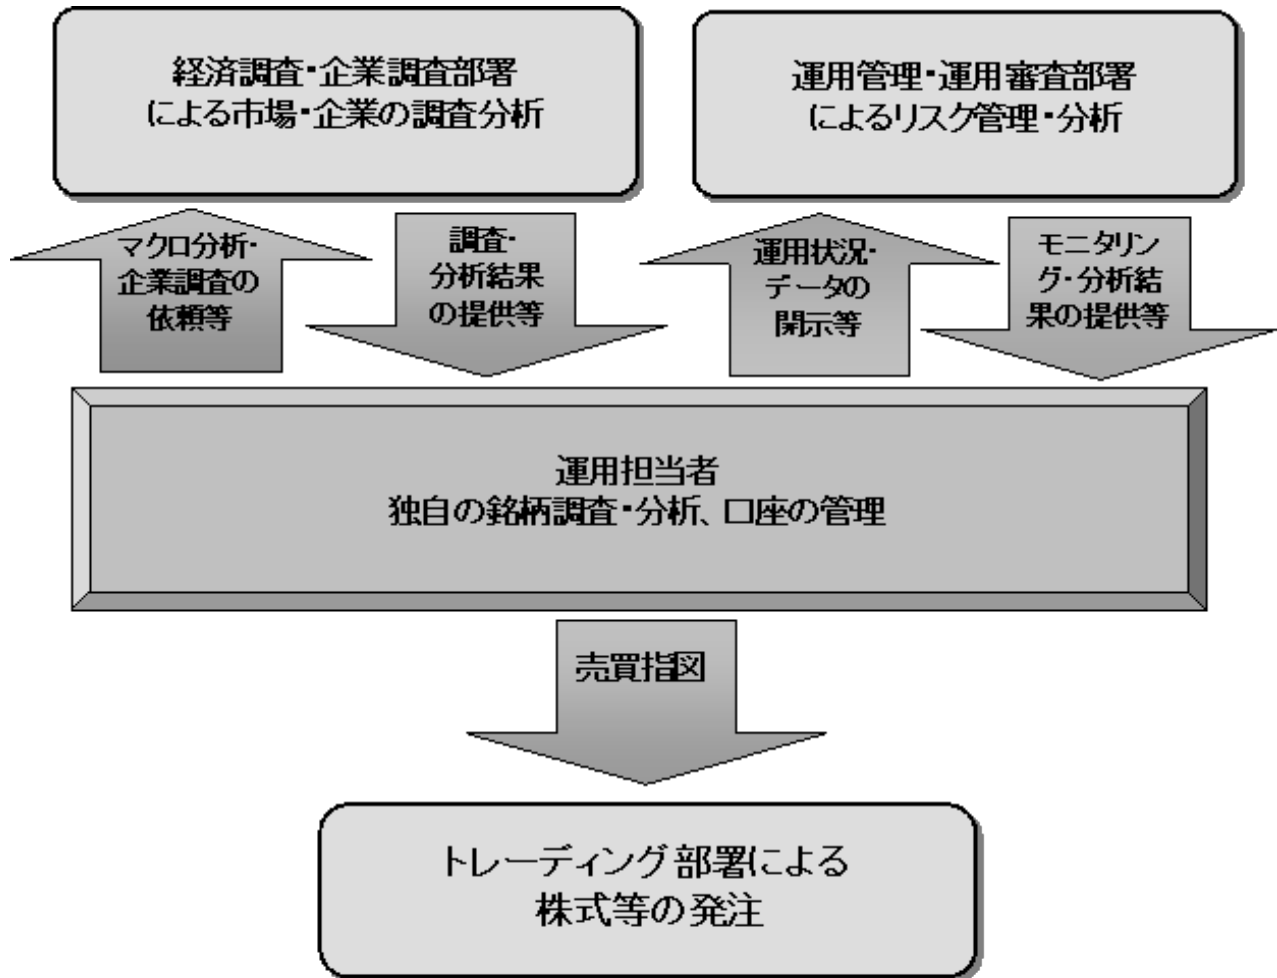 経済調査・企業調査部署
による市場・企業の調査分析
運用管理・運用審査部署
によるリスク管理・分析
マクロ分析・
企業調査の
依頼等
調査・
分析結果
の提供等
運用状況・
データの
開示等
モニタリン
グ・分析結
果の提供等
運用担当者
独自の銘柄調査・分析、口座の管理
売買指図
トレーディング部署による
株式等の発注